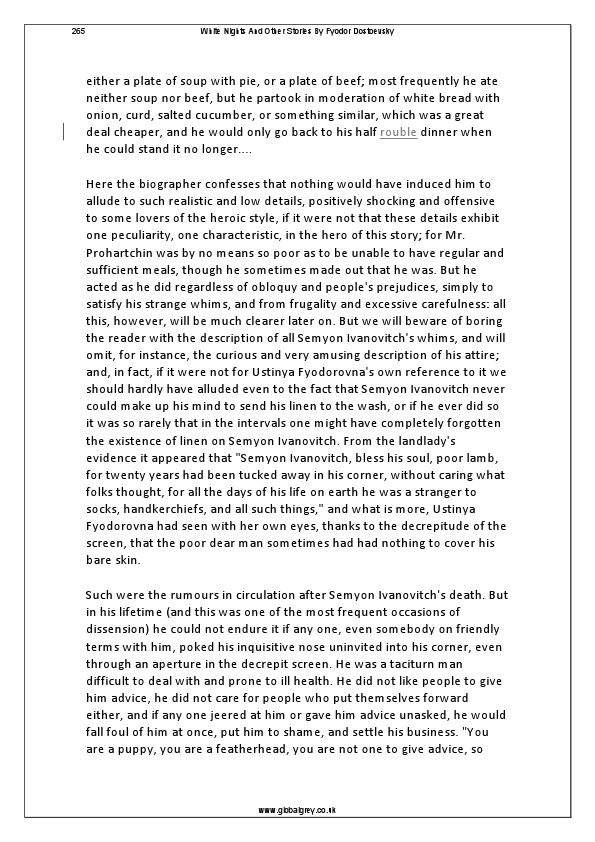 265 White Nights And Other Stories By Fyodor Dostoevsky
either a plate of soup with pie, or a plate of beef; most frequently he ate
neither soup nor beef, but he partook in moderation of white bread with
onion, curd, salted cucumber, or something similar, which was a great
deal cheaper, and he would only go back to his half rouble dinner when
he could stand it no longer....
Here the biographer confesses that nothing would have induced him to
allude to such realistic and low details, positively shocking and offensive
to some lovers of the heroic style, if it were not that these details exhibit
one peculiarity, one characteristic, in the hero of this story; for Mr.
Prohartchin was by no means so poor as to be unable to have regular and
sufficient meals, though he sometimes made out that he was. But he
acted as he did regardless of obloquy and people's prejudices, simply to
satisfy his strange whims, and from frugality and excessive carefulness: all
this, however, will be much clearer later on. But we will beware of boring
the reader with the description of all Semyon Ivanovitch's whims, and will
omit, for instance, the curious and very amusing description of his attire;
and, in fact, if it were not for Ustinya Fyodorovna's own reference to it we
should hardly have alluded even to the fact that Semyon Ivanovitch never
could make up his mind to send his linen to the wash, or if he ever did so
it was so rarely that in the intervals one might have completely forgotten
the existence of linen on Semyon Ivanovitch. From the landlady's
evidence it appeared that "Semyon Ivanovitch, bless his soul, poor lamb,
for twenty years had been tucked away in his corner, without caring what
folks thought, for all the days of his life on earth he was a stranger to
socks, handkerchiefs, and all such things," and what is more, Ustinya
Fyodorovna had seen with her own eyes, thanks to the decrepitude of the
screen, that the poor dear man sometimes had had nothing to cover his
bare skin.
Such were the rumours in circulation after Semyon Ivanovitch's death. But
in his lifetime (and this was one of the most frequent occasions of
dissension) he could not endure it if any one, even somebody on friendly
terms with him, poked his inquisitive nose uninvited into his corner, even
through an aperture in the decrepit screen. He was a taciturn man
difficult to deal with and prone to ill health. He did not like people to give
him advice, he did not care for people who put themselves forward
either, and if any one jeered at him or gave him advice unasked, he would
fall foul of him at once, put him to shame, and settle his business. "You
are a puppy, you are a featherhead, you are not one to give advice, so
www.globalgrey.co.uk